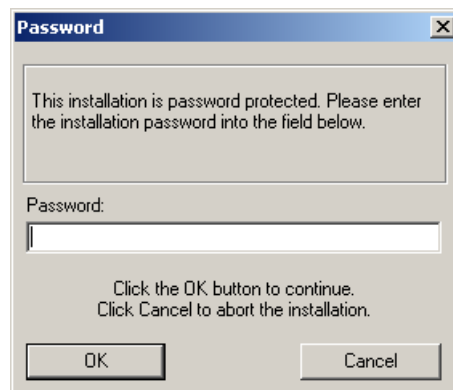 Password
This installation is password protected. Please enter
the installation password into the field below.
Password:
Click the OK button to continue.
Click Cancel to abort the installation.
OK
Cancel